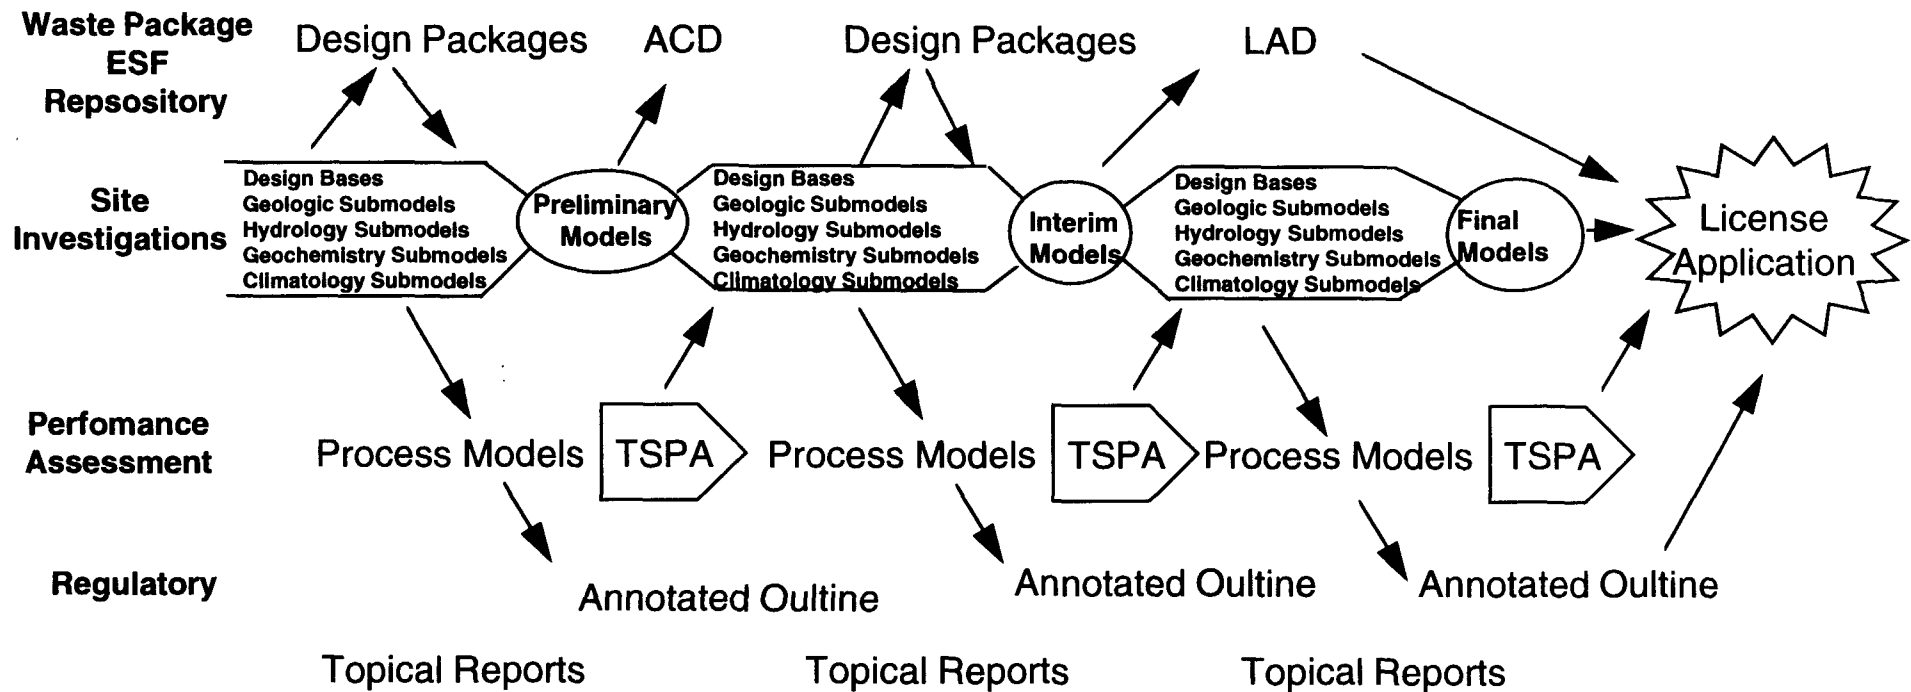 Waste Package
ESF
Repsository
Design Packages
ACD
Design Packages
LAD
Site
Investigations
Design Bases
Geologic Submodels
Hydrology Submodels
Geochemistry Submodels
Climatology Submodels
Preliminary
Models
Design Bases
Geologic Submodels
Hydrology Submodels
Geochemistry Submodels
Climatology Submodels
Interim
Models
Design Bases
Geologic Submodels
Hydrology Submodels
Geochemistry Submodels
Climatology Submodels
Final
Models
License
Application
Perfomance
Assessment
Process Models
TSPA
Process Models
TSPA
Process Models
TSPA
Regulatory
Annotated Oultine
Annotated Oultine
Annotated Oultine
Topical Reports
Topical Reports
Topical Reports